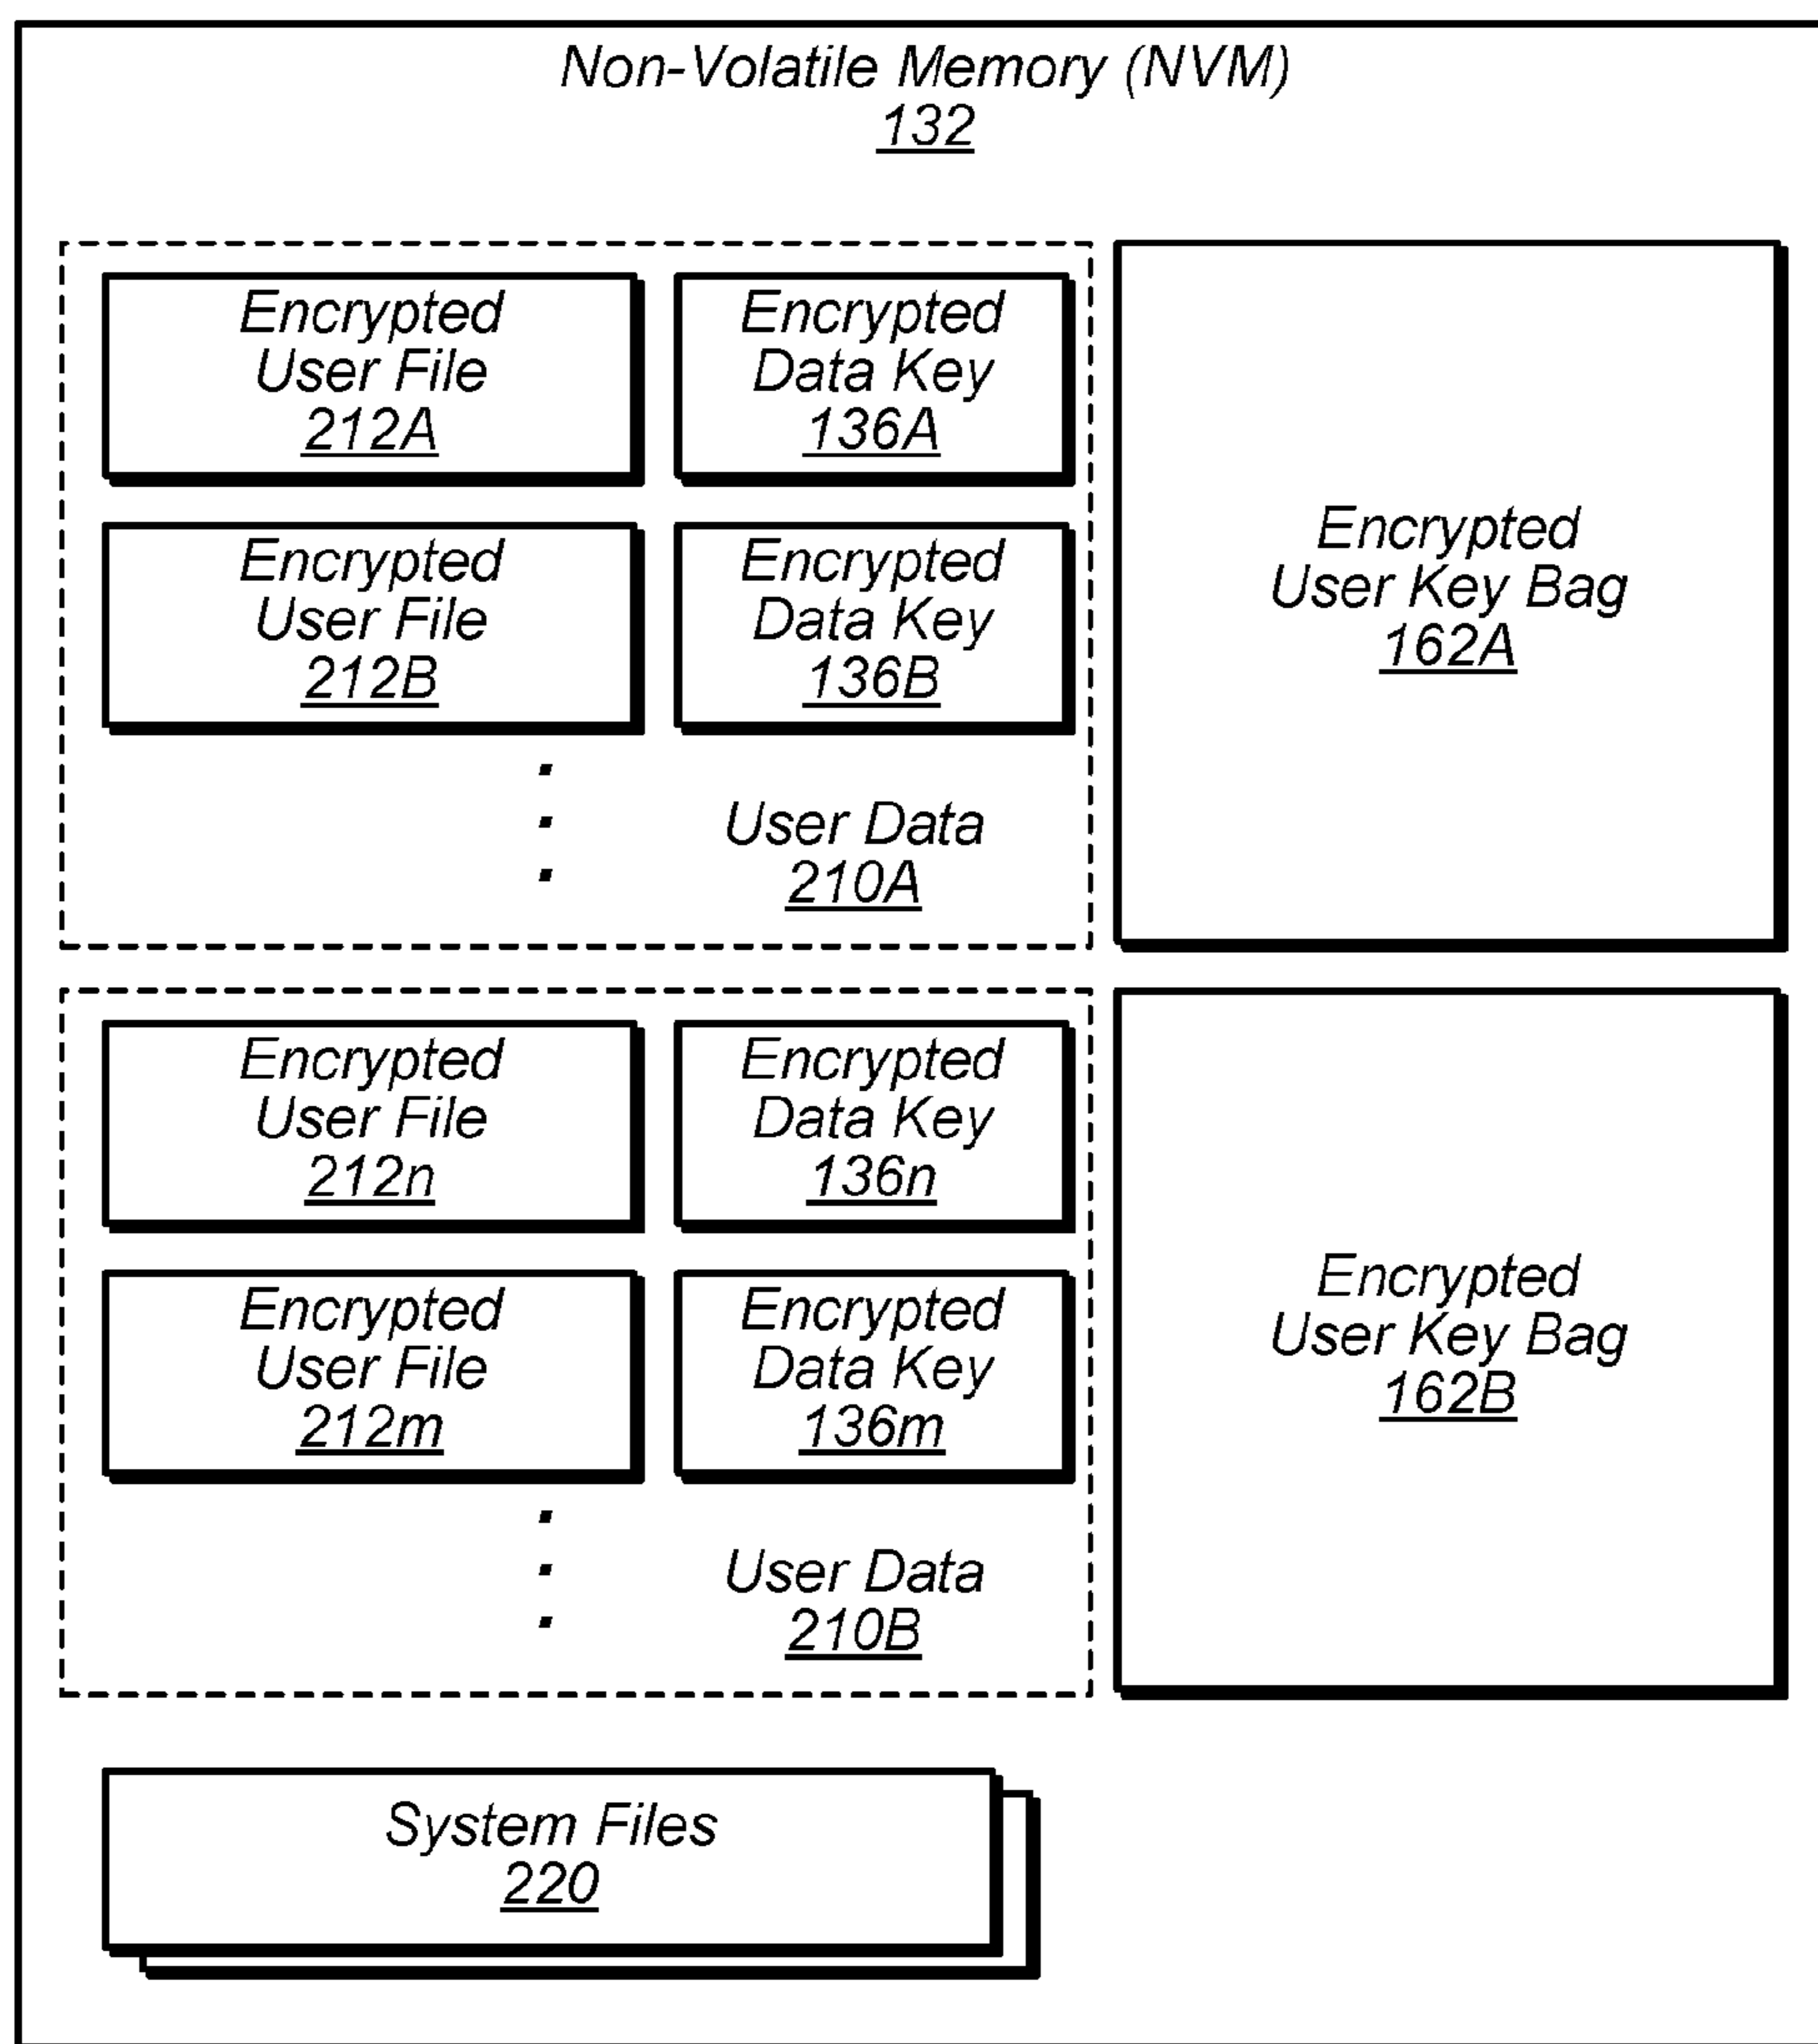 Non-Volatile Memory (NVM)
132
Encrypted
User File
212A
Encrypted
Data Key
136A
Encrypted
User File
212B
Encrypted
Data Key
136B
User Data
210A
Encrypted
User Key Bag
162A
Encrypted
User File
212n
Encrypted
Data Key
136n
Encrypted
User File
212m
Encrypted
Data Key
136m
User Data
210B
Encrypted
User Key Bag
162B
System Files
220